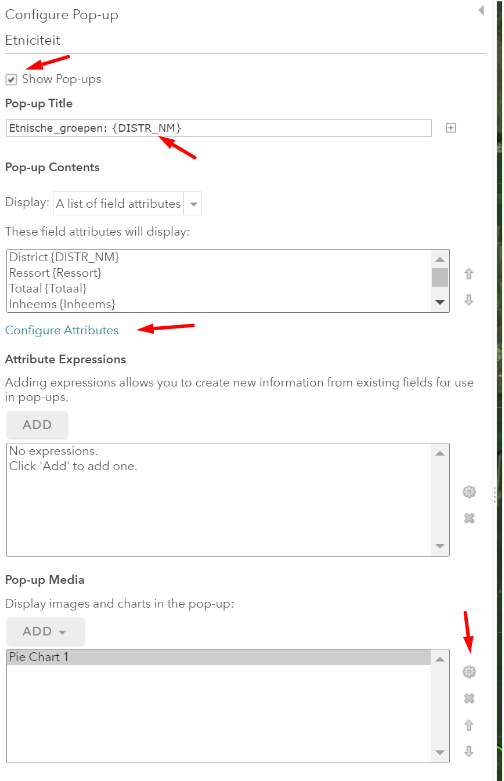 Configure Pop-up
Etniciteit
Show Pop-ups
Pop-up Title
Etnische_groepen: {DISTR_NM}
Pop-up Contents
Display: A list of field attributes
These field attributes will display:
District {DISTR_NM}
Ressort {Ressort}
Totaal {Totaal}
Inheems {Inheems}
Configure Attributes
Attribute Expressions
Adding expressions allows you to create new information from existing fields for use
in pop-ups.
ADD
No expressions.
Click 'Add' to add one.
Pop-up Media
Display images and charts in the pop-up:
ADD
Pie Chart 1